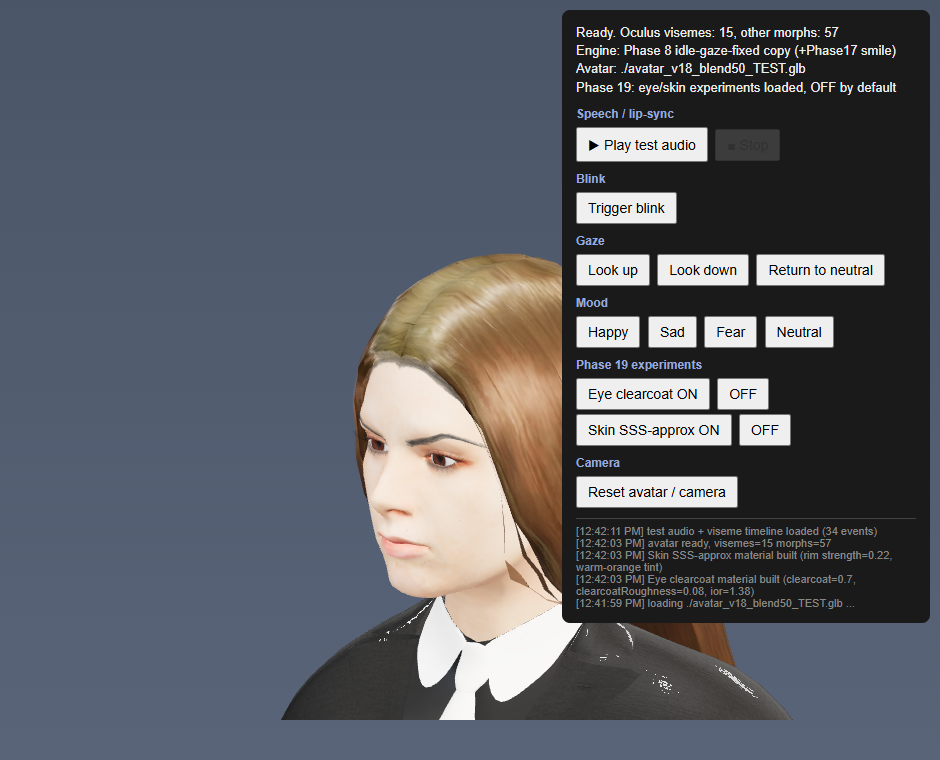 Ready. Oculus visemes: 15, other morphs: 57
Engine: Phase 8 idle-gaze-fixed copy (+Phase17 smile)
Avatar: ./avatar_v18_blend50_TEST.glb
Phase 19: eye/skin experiments loaded, OFF by default
Speech / lip-sync
▶ Play test audio
■ Stop
Blink
Trigger blink
Gaze
Look up
Look down
Return to neutral
Mood
Happy
Sad
Fear
Neutral
Phase 19 experiments
Eye clearcoat ON
OFF
Skin SSS-approx ON
OFF
Camera
Reset avatar / camera
[12:42:11 PM] test audio + viseme timeline loaded (34 events)
[12:42:03 PM] avatar ready, visemes=15 morphs=57
[12:42:03 PM] Skin SSS-approx material built (rim strength=0.22,
warm-orange tint)
[12:42:03 PM] Eye clearcoat material built (clearcoat=0.7,
clearcoatRoughness=0.08, ior=1.38)
[12:41:59 PM] loading ./avatar_v18_blend50_TEST.glb ...